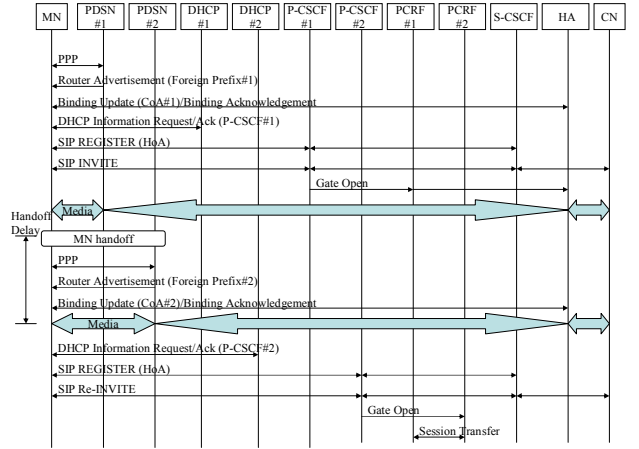 MN
PDSN
#1
PDSN
#2
DHCP
#1
DHCP
#2
P-CSCF
#1
P-CSCF
#2
PCRF
#1
PCRF
#2
S-CSCF
HA
CN
PPP
Router Advertisement (Foreign Prefix#1)
Binding Update (CoA#1)/Binding Acknowledgement
DHCP Information Request/Ack (P-CSCF#1)
SIP REGISTER (HoA)
SIP INVITE
Gate Open
Media
Handoff
Delay
MN handoff
PPP
Router Advertisement (Foreign Prefix#2)
Binding Update (CoA#2)/Binding Acknowledgement
Media
DHCP Information Request/Ack (P-CSCF#2)
SIP REGISTER (HoA)
SIP Re-INVITE
Gate Open
Session Transfer